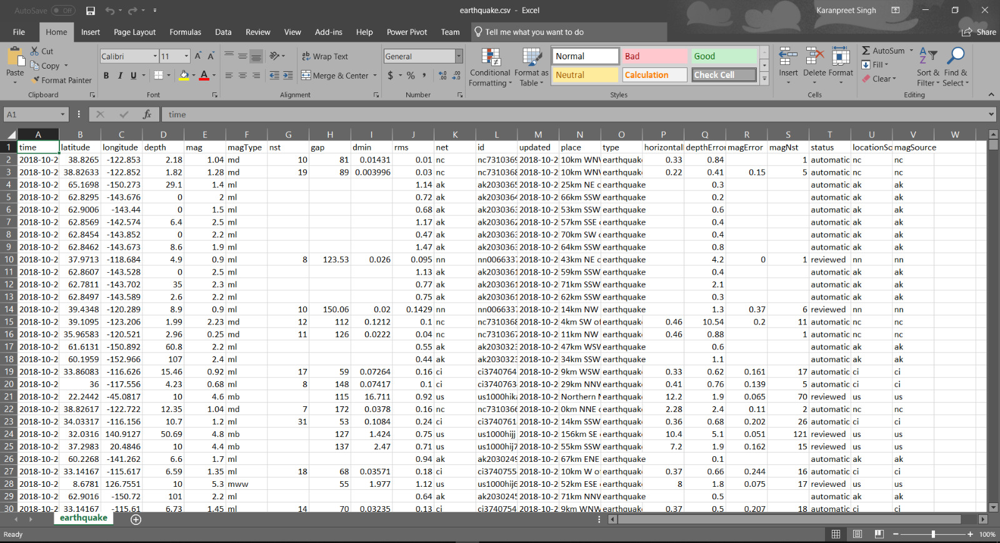 AutoSave Off earthquake.csv - Excel Karanpreet Singh
File Home Insert Page Layout Formulas Data Review View Add-ins Help Power Pivot Team Tell me what you want to do Share
Cut
Copy
Format Painter
Paste
Clipboard
Calibri 11
B I U
Font
Wrap Text
Merge & Center
Alignment
General
$ % ,
Number
Conditional Formatting
Format as Table
Normal Bad Good
Neutral Calculation Check Cell
Styles
Insert Delete Format
Cells
AutoSum
Fill
Clear
Sort & Filter
Find & Select
Editing
A1 fx time
A B C D E F G H I J K L M N O P Q R S T U V W
1 time latitude longitude depth mag magType nst gap dmin rms net id updated place type horizontal depthError magError magNst status locationSo magSource
2 2018-10-2 38.8265 -122.853 2.18 1.04 md 10 81 0.01431 0.01 nc nc7310369 2018-10-2 10km WNW earthquake 0.33 0.84 1 automatic nc nc
3 2018-10-2 38.82633 -122.852 1.82 1.28 md 19 89 0.003996 0.03 nc nc7310368 2018-10-2 10km WNW earthquake 0.22 0.41 0.15 5 automatic nc nc
4 2018-10-2 65.1698 -150.273 29.1 1.4 ml 1.14 ak ak2030365 2018-10-2 25km NE o earthquake 0.3 automatic ak ak
5 2018-10-2 62.8295 -143.676 0 2 ml 0.72 ak ak2030364 2018-10-2 66km SSW earthquake 0.2 automatic ak ak
6 2018-10-2 62.9006 -143.44 0 1.5 ml 0.68 ak ak2030363 2018-10-2 53km SSW earthquake 0.6 automatic ak ak
7 2018-10-2 62.8569 -142.574 6.4 2.5 ml 1.17 ak ak2030362 2018-10-2 57km SSE earthquake 0.4 automatic ak ak
8 2018-10-2 62.8454 -143.852 0 2.2 ml 0.47 ak ak2030363 2018-10-2 70km SW o earthquake 0.4 automatic ak ak
9 2018-10-2 62.8462 -143.673 8.6 1.9 ml 1.47 ak ak2030363 2018-10-2 64km SSW earthquake 0.8 automatic ak ak
10 2018-10-2 37.9713 -118.684 4.9 0.9 ml 8 123.53 0.026 0.095 nn nn0066337 2018-10-2 43km NE o earthquake 4.2 0 1 reviewed nn nn
11 2018-10-2 62.8607 -143.528 0 2.5 ml 1.13 ak ak2030361 2018-10-2 59km SSW earthquake 0.4 automatic ak ak
12 2018-10-2 62.7811 -143.702 35 2.3 ml 0.77 ak ak2030361 2018-10-2 71km SSW earthquake 2.1 automatic ak ak
13 2018-10-2 62.8497 -143.589 2.6 2.2 ml 0.75 ak ak2030361 2018-10-2 62km SSW earthquake 0.3 automatic ak ak
14 2018-10-2 39.4348 -120.289 8.9 0.9 ml 10 150.06 0.02 0.1429 nn nn0066337 2018-10-2 14km NW earthquake 1.3 0.37 6 reviewed nn nn
15 2018-10-2 39.1095 -123.206 1.99 2.23 md 12 112 0.1212 0.1 nc nc7310368 2018-10-2 4km SW of earthquake 0.46 10.54 0.2 11 automatic nc nc
16 2018-10-2 35.96583 -120.521 2.96 0.25 md 11 126 0.0222 0.04 nc nc7310367 2018-10-2 11km NW earthquake 0.46 0.88 1 automatic nc nc
17 2018-10-2 61.6131 -150.892 60.8 2.2 ml 0.55 ak ak2030323 2018-10-2 47km WSW earthquake 0.6 automatic ak ak
18 2018-10-2 60.1959 -152.966 107 2.4 ml 0.44 ak ak2030323 2018-10-2 34km SSW earthquake 1.1 automatic ak ak
19 2018-10-2 33.86083 -116.626 15.46 0.92 ml 17 59 0.07264 0.16 ci ci3740764 2018-10-2 9km WSW earthquake 0.33 0.62 0.161 17 automatic ci ci
20 2018-10-2 36 -117.556 4.23 0.68 ml 8 148 0.07417 0.1 ci ci3740763 2018-10-2 29km NNW earthquake 0.41 0.76 0.139 5 automatic ci ci
21 2018-10-2 22.2442 -45.0817 10 4.6 mb 115 16.711 0.92 us us1000hik 2018-10-2 Northern earthquake 12.2 1.9 0.065 70 reviewed us us
22 2018-10-2 38.82617 -122.722 12.35 1.04 md 7 172 0.0378 0.16 nc nc7310366 2018-10-2 0km NNE earthquake 2.28 2.4 0.11 2 automatic nc nc
23 2018-10-2 34.03317 -116.156 10.7 1.2 ml 31 53 0.1084 0.24 ci ci3740761 2018-10-2 14km SSW earthquake 0.36 0.68 0.202 26 automatic ci ci
24 2018-10-2 32.0316 140.9127 50.69 4.8 mb 127 1.424 0.75 us us1000hijj 2018-10-2 156km SE earthquake 10.4 5.1 0.051 121 reviewed us us
25 2018-10-2 37.2983 20.4846 10 4.4 mb 137 2.47 0.71 us us1000hij7 2018-10-2 55km SSW earthquake 7.2 1.9 0.162 15 reviewed us us
26 2018-10-2 60.2268 -141.262 6.6 1.7 ml 0.94 ak ak2030249 2018-10-2 67km ENE earthquake 0.1 automatic ak ak
27 2018-10-2 33.14167 -115.617 6.59 1.35 ml 18 68 0.03571 0.18 ci ci3740755 2018-10-2 10km W o earthquake 0.37 0.66 0.244 16 automatic ci ci
28 2018-10-2 8.6781 126.7551 10 5.3 mww 55 1.977 1.12 us us1000hij6 2018-10-2 52km ESE earthquake 8 1.8 0.075 17 reviewed us us
29 2018-10-2 62.9016 -150.72 101 2.2 ml 0.64 ak ak2030245 2018-10-2 71km NNW earthquake 0.5 automatic ak ak
30 2018-10-2 33.14167 -115.61 6.73 1.45 ml 14 70 0.03235 0.13 ci ci3740754 2018-10-2 9km WNW earthquake 0.37 0.5 0.207 18 automatic ci ci
earthquake
Ready 100%